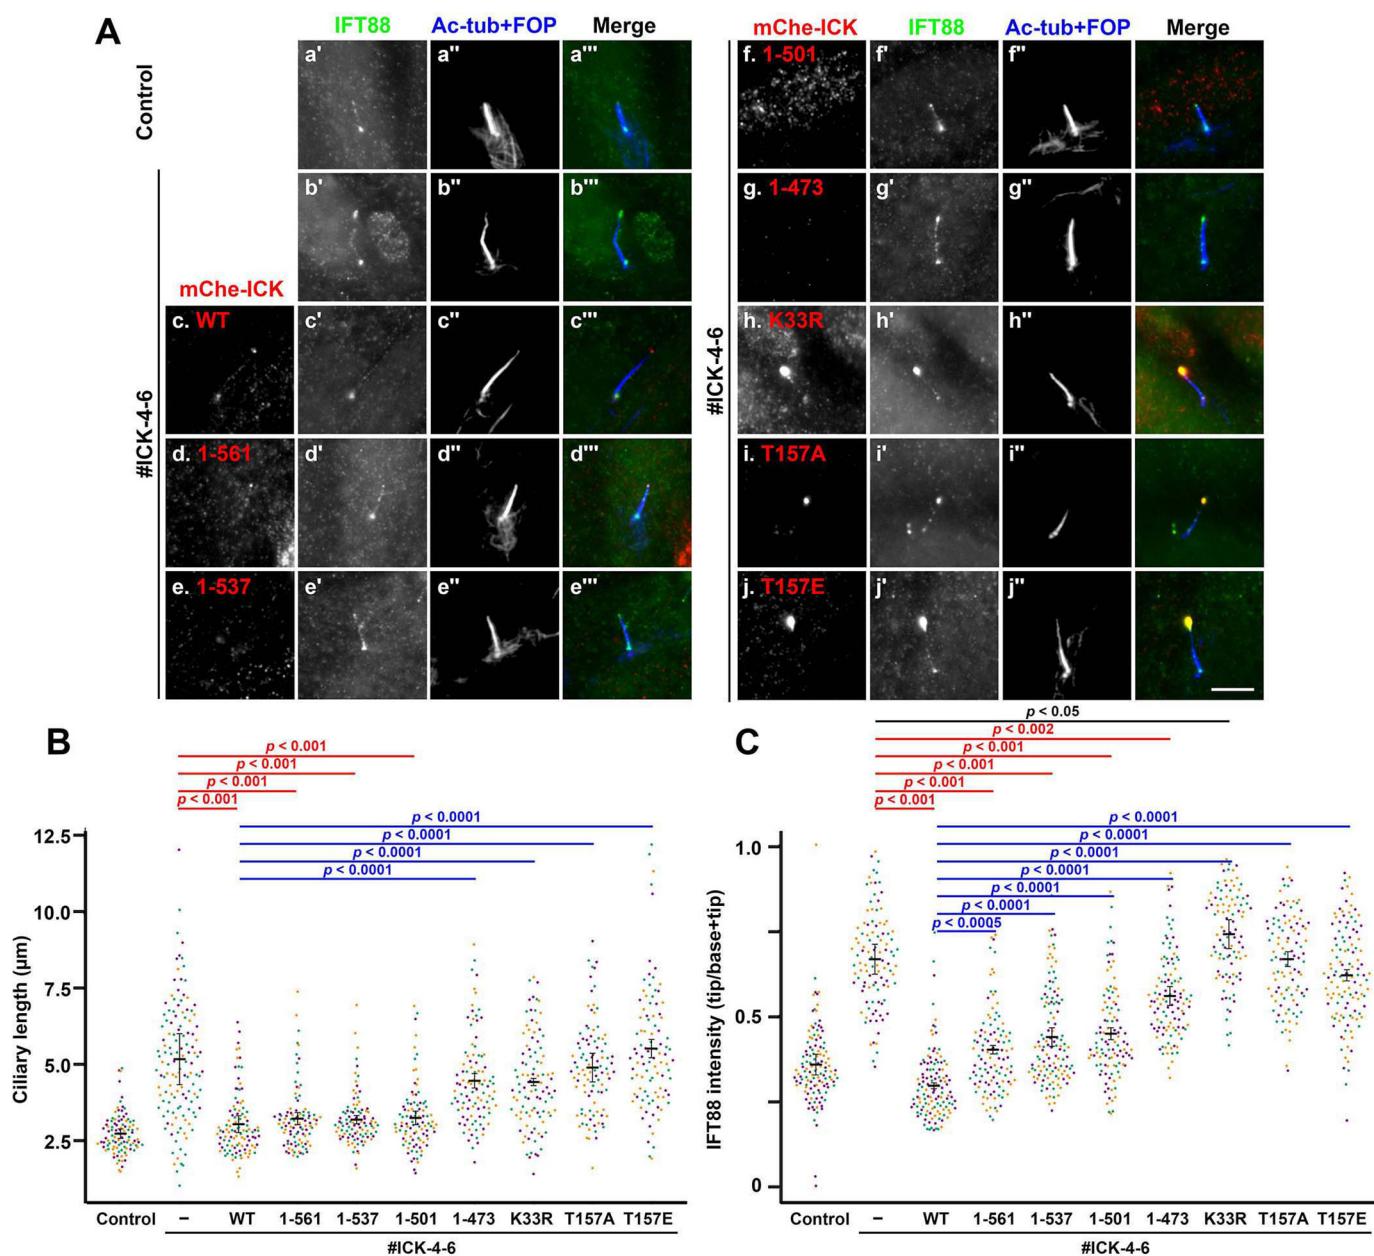 A
IFT88 Ac-tub+FOP Merge
Control
a' a'' a'''
#ICK-4-6
b' b'' b'''
mChe-ICK
c. WT c' c'' c'''
d. 1-561 d' d'' d'''
e. 1-537 e' e'' e'''
mChe-ICK IFT88 Ac-tub+FOP Merge
#ICK-4-6
f. 1-501 f' f''
g. 1-473 g' g''
h. K33R h' h''
i. T157A i' i''
j. T157E j' j''
B
p < 0.001
p < 0.001
p < 0.001
p < 0.001
p < 0.0001
p < 0.0001
p < 0.0001
p < 0.0001
Ciliary length (µm)
12.5
10.0
7.5
5.0
2.5
Control – WT 1-561 1-537 1-501 1-473 K33R T157A T157E
#ICK-4-6
C
p < 0.05
p < 0.002
p < 0.001
p < 0.001
p < 0.001
p < 0.001
p < 0.0001
p < 0.0001
p < 0.0001
p < 0.0001
p < 0.0001
p < 0.0001
p < 0.0005
IFT88 intensity (tip/base+tip)
1.0
0.5
0
Control – WT 1-561 1-537 1-501 1-473 K33R T157A T157E
#ICK-4-6